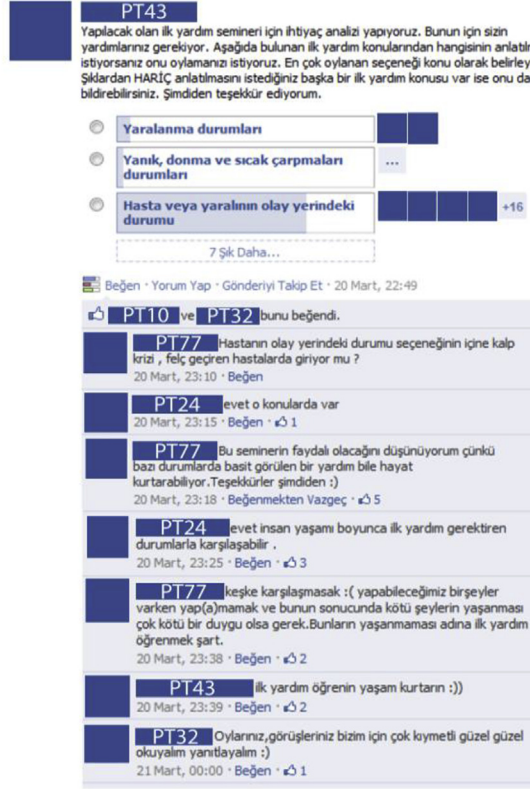 PT43
Yapılacak olan ilk yardım semineri için ihtiyaç analizi yapıyoruz. Bunun için sizin
yardımlarınız gerekiyor. Aşağıda bulunan ilk yardım konularından hangisinin
istiyorsanız onu oylamanızı istiyoruz. En çok oylanan seçeneği konu olarak
Şıklardan HARİÇ anlatılmasını istediğiniz başka bir ilk yardım konusu var ise onu da
bildirebilirsiniz. Şimdiden teşekkür ediyorum.
Yaralanma durumları
Yanık, donma ve sıcak çarpmaları
durumları
...
Hasta veya yaralının olay yerindeki
durumu
+16
7 Şık Daha...
Beğen · Yorum Yap · Gönderiyi Takip Et · 20 Mart, 22:49
PT10 ve PT32 bunu beğendi.
PT77 Hastanın olay yerindeki durumu seçeneğinin içine kalp
krizi , felç geçiren hastalarda giriyor mu ?
20 Mart, 23:10 · Beğen
PT24 evet o konularda var
20 Mart, 23:15 · Beğen · 1
PT77 Bu seminerin faydalı olacağını düşünüyorum çünkü
bazı durumlarda basit görülen bir yardım bile hayat
kurtarabiliyor.Teşekkürler şimdiden :)
20 Mart, 23:18 · Beğenmekten Vazgeç · 5
PT24 evet insan yaşamı boyunca ilk yardım gerektiren
durumlarla karşılaşabilir .
20 Mart, 23:25 · Beğen · 3
PT77 keşke karşılaşmasak :( yapabileceğimiz birşeyler
varken yap(a)mamak ve bunun sonucunda kötü şeylerin yaşanması
çok kötü bir duygu olsa gerek.Bunların yaşanmaması adına ilk yardım
öğrenmek şart.
20 Mart, 23:38 · Beğen · 2
PT43 ilk yardım öğrenin yaşam kurtarın :))
20 Mart, 23:39 · Beğen · 2
PT32 Oylarınız,görüşleriniz bizim için çok kıymetli güzel güzel
okuyalım yanıtlayalım :)
21 Mart, 00:00 · Beğen · 1